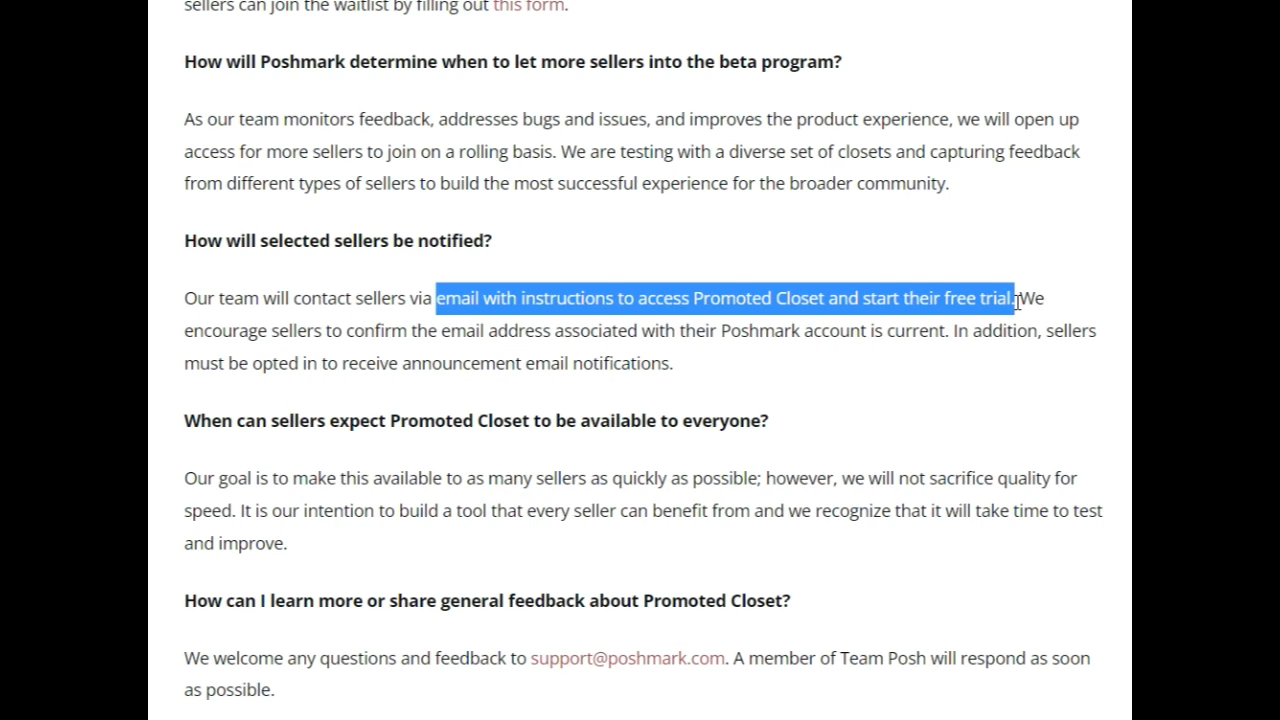 sellers can join the waitlist by filling out this form.
How will Poshmark determine when to let more sellers into the beta program?
As our team monitors feedback, addresses bugs and issues, and improves the product experience, we will open up
access for more sellers to join on a rolling basis. We are testing with a diverse set of closets and capturing feedback
from different types of sellers to build the most successful experience for the broader community.
How will selected sellers be notified?
Our team will contact sellers via email with instructions to access Promoted Closet and start their free trial. We
encourage sellers to confirm the email address associated with their Poshmark account is current. In addition, sellers
must be opted in to receive announcement email notifications.
When can sellers expect Promoted Closet to be available to everyone?
Our goal is to make this available to as many sellers as quickly as possible; however, we will not sacrifice quality for
speed. It is our intention to build a tool that every seller can benefit from and we recognize that it will take time to test
and improve.
How can I learn more or share general feedback about Promoted Closet?
We welcome any questions and feedback to support@poshmark.com. A member of Team Posh will respond as soon
as possible.